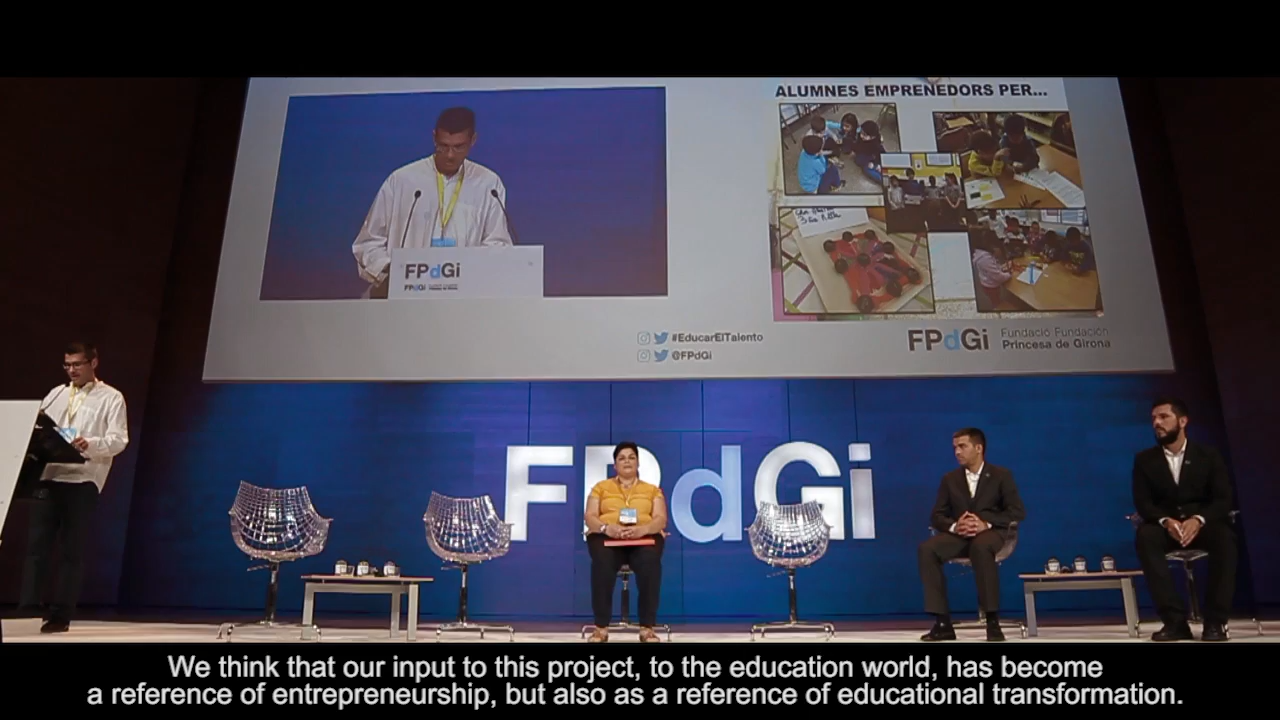 ALUMNES EMPRENEDORS PER...
FPdGi
FPdGi
#EducarElTalento
@FPdGi
FPdGi
Fundació Fundación
Princesa de Girona
FPdGi
We think that our input to this project, to the education world, has become
a reference of entrepreneurship, but also as a reference of educational transformation.